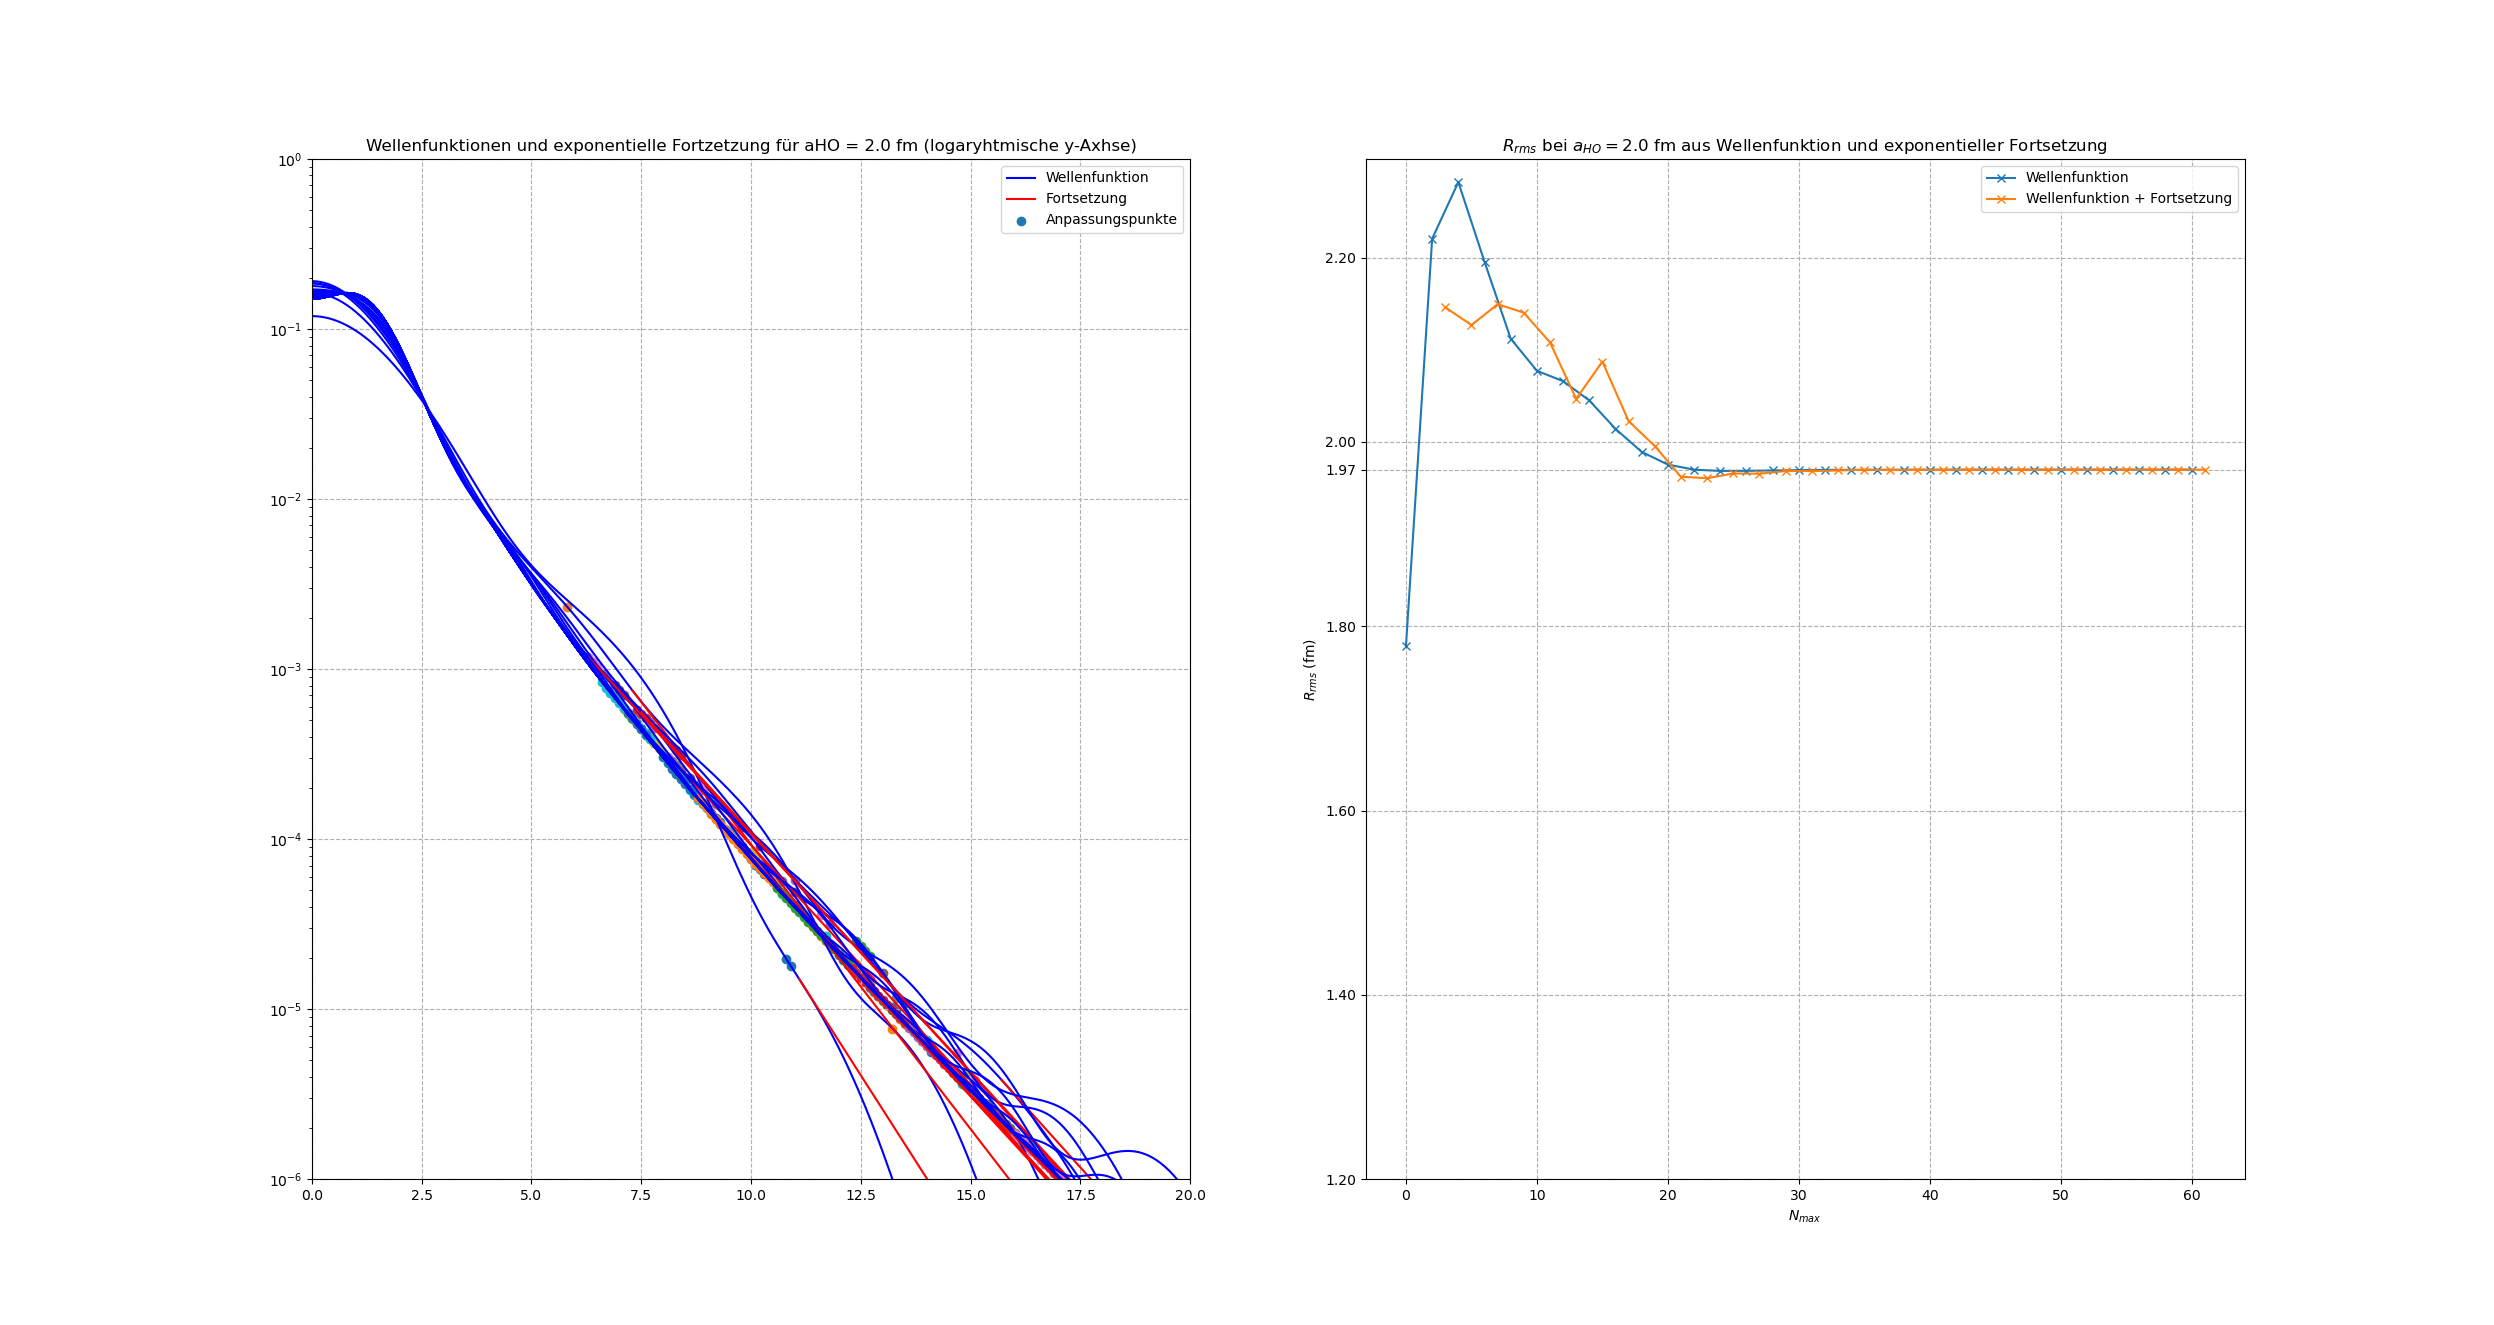 Wellenfunktionen und exponentielle Fortzetzung für aHO = 2.0 fm (logaryhtmische y-Axhse)
10⁰
10⁻¹
10⁻²
10⁻³
10⁻⁴
10⁻⁵
10⁻⁶
0.0 2.5 5.0 7.5 10.0 12.5 15.0 17.5 20.0
Wellenfunktion
Fortsetzung
Anpassungspunkte
R_rms bei a_HO = 2.0 fm aus Wellenfunktion und exponentieller Fortsetzung
Wellenfunktion
Wellenfunktion + Fortsetzung
R_rms (fm)
2.20
2.00
1.97
1.80
1.60
1.40
1.20
0 10 20 30 40 50 60
N_max